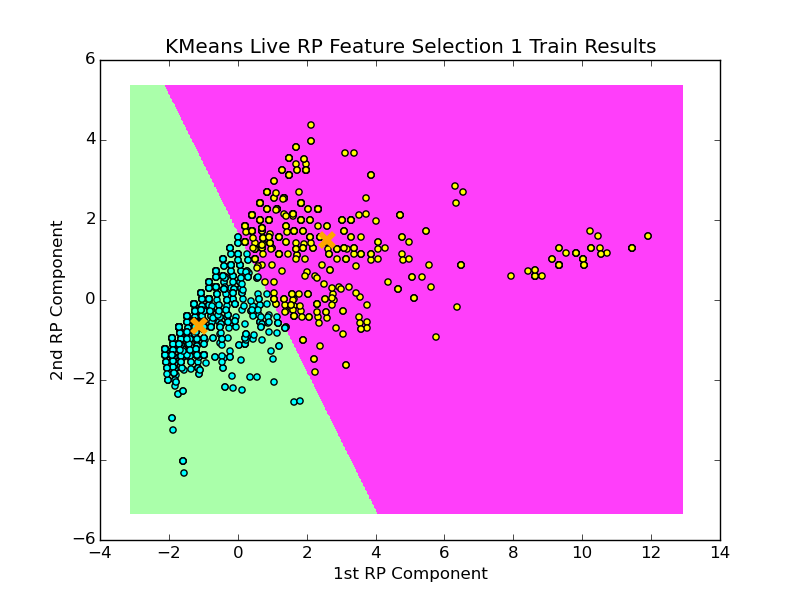 KMeans Live RP Feature Selection 1 Train Results
6
4
2
0
−2
−4
−6
2nd RP Component
−4 −2 0 2 4 6 8 10 12 14
1st RP Component